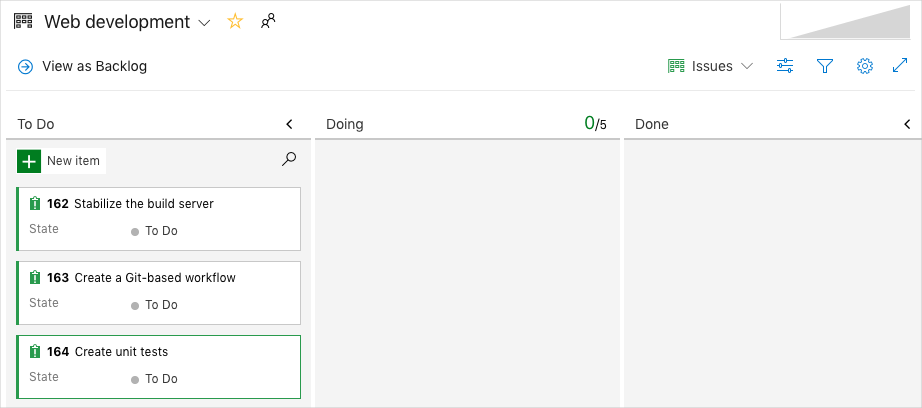 Web development
View as Backlog
Issues
To Do
Doing
0/5
Done
New item
162 Stabilize the build server
State
To Do
163 Create a Git-based workflow
State
To Do
164 Create unit tests
State
To Do